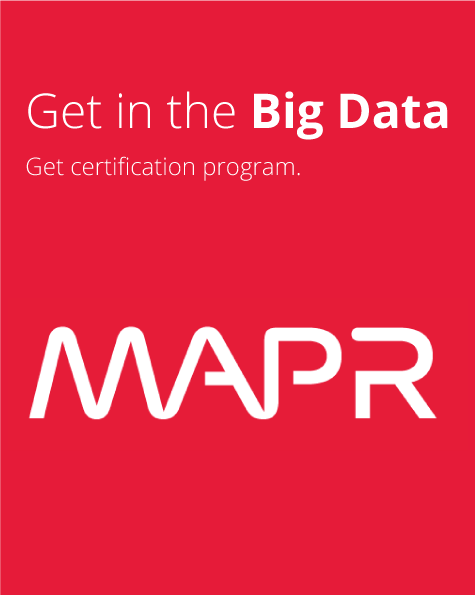 Get in the Big Data
Get certification program.
MAPR